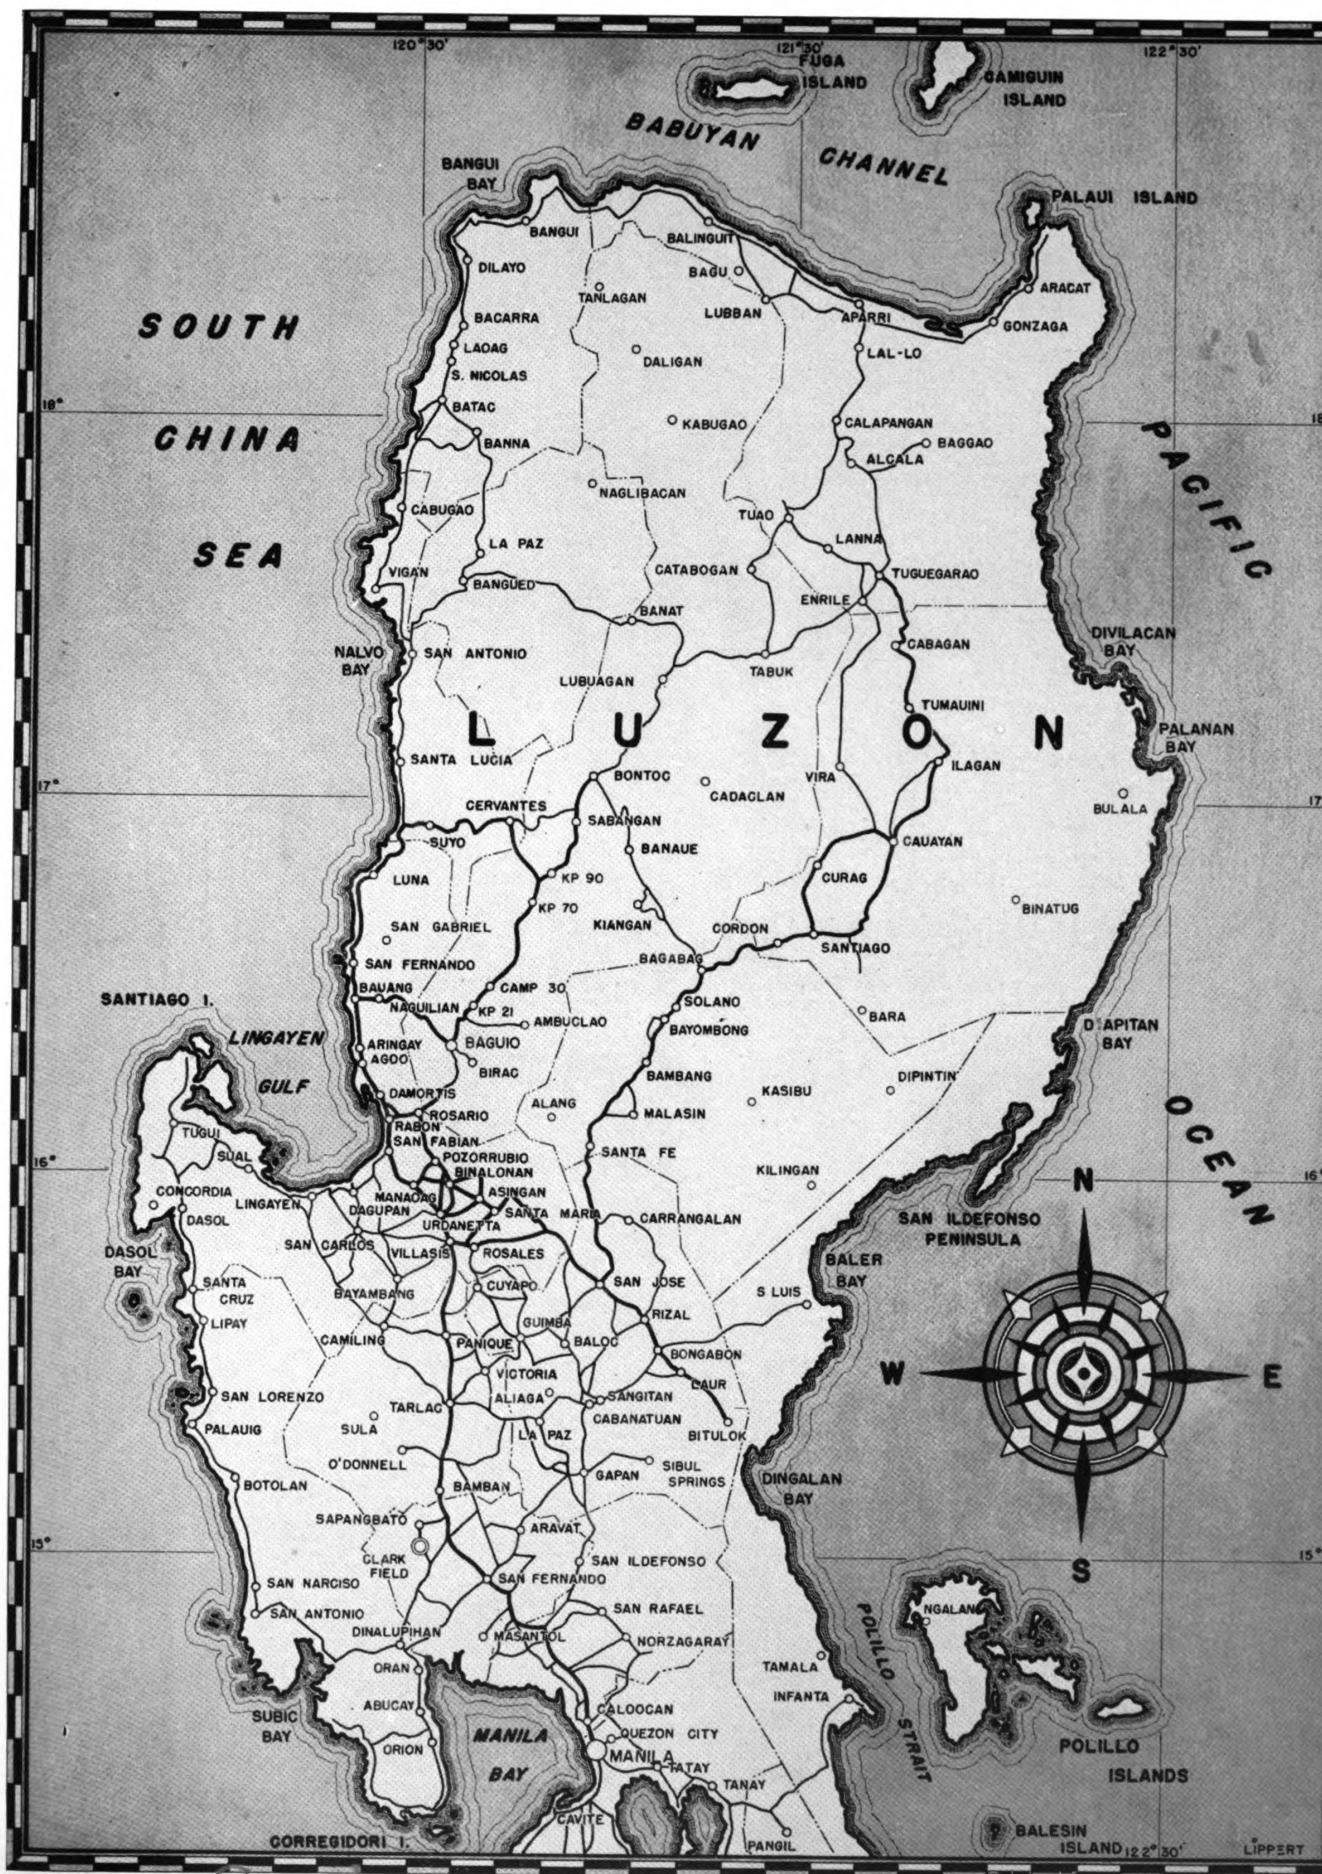 120°30'
121°30'
122°30'
FUGA
ISLAND
CAMIGUIN
ISLAND
BABUYAN
CHANNEL
BANGUI
BAY
PALAUI ISLAND
BANGUI
BALINGUIT
DILAYO
BAGU
TANLAGAN
LUBBAN
ARACAT
SOUTH
BACARRA
APARRI
GONZAGA
LAOAG
DALIGAN
LAL-LO
S. NICOLAS
18°
18
BATAC
CHINA
BANNA
KABUGAO
CALAPANGAN
BAGGAO
ALCALA
PACIFIC
NAGLIBACAN
CABUGAO
TUAO
SEA
LA PAZ
LANNA
VIGAN
BANGUED
CATABOGAN
TUGUEGARAO
ENRILE
BANAT
NALVO
BAY
SAN ANTONIO
CABAGAN
DIVILACAN
BAY
LUBUAGAN
TABUK
TUMAUINI
LUZON
PALANAN
BAY
SANTA LUCIA
BONTOC
VIRA
ILAGAN
17°
17
CADACLAN
BULALA
CERVANTES
SABANGAN
SUYO
BANAUE
CAUAYAN
LUNA
KP 90
CURAG
KP 70
BINATUG
SAN GABRIEL
KIANGAN
CORDON
SANTIAGO
SAN FERNANDO
BAGABAG
BAUANG
CAMP 30
SANTIAGO I.
NAGUILIAN
KP 21
SOLANO
BARA
AMBUCLAO
BAYOMBONG
D'APITAN
BAY
LINGAYEN
GULF
ARINGAY
BAGUIO
AGOO
BIRAC
BAMBANG
DAMORTIS
ALANG
KASIBU
DIPINTIN
OCEAN
ROSARIO
MALASIN
RABON
TUGUI
SAN FABIAN
SANTA FE
SUAL
POZORRUBIO
16°
16°
BINALONAN
KILINGAN
N
CONCORDIA
LINGAYEN
MANAOAG
ASINGAN
DASOL
DAGUPAN
SANTA MARIA
CARRANGALAN
SAN ILDEFONSO
PENINSULA
URDANETTA
SAN CARLOS
VILLASIS
ROSALES
DASOL
BAY
BALER
BAY
SANTA
CRUZ
BAYAMBANG
CUYAPO
SAN JOSE
S LUIS
LIPAY
RIZAL
CAMILING
PANIQUE
GUIMBA
BALOC
BONGABON
VICTORIA
W
E
SAN LORENZO
ALIAGA
SANGITAN
LAUR
TARLAC
CABANATUAN
PALAUIG
SULA
LA PAZ
BITULOK
O'DONNELL
SIBUL
SPRINGS
GAPAN
DINGALAN
BAY
BOTOLAN
BAMBAN
SAPANGBATO
ARAVAT
15°
15°
CLARK
FIELD
SAN ILDEFONSO
S
SAN NARCISO
SAN FERNANDO
SAN ANTONIO
SAN RAFAEL
NGALAN
POLILLO
STRAIT
DINALUPIHAN
MASANTOL
NORZAGARAY
ORAN
TAMALA
ABUCAY
CALOOCAN
INFANTA
SUBIC
BAY
ORION
MANILA
BAY
QUEZON CITY
POLILLO
ISLANDS
MANILA
TATAY
TANAY
CAVITE
CORREGIDORI I.
PANGIL
BALESIN
ISLAND
122°30'
LIPPERT